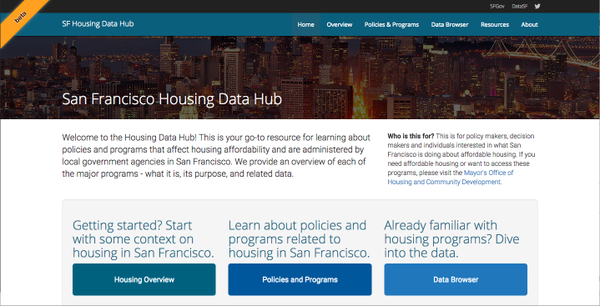 beta
SFGov DataSF
SF Housing Data Hub
Home Overview Policies & Programs Data Browser Resources About
San Francisco Housing Data Hub
Welcome to the Housing Data Hub! This is your go-to resource for learning about
policies and programs that affect housing affordability and are administered by
local government agencies in San Francisco. We provide an overview of each of
the major programs - what it is, its purpose, and related data.
Who is this for? This is for policy makers, decision
makers and individuals interested in what San
Francisco is doing about affordable housing. If you
need affordable housing or want to access these
programs, please visit the Mayor's Office of
Housing and Community Development.
Getting started? Start
with some context on
housing in San Francisco.
Housing Overview
Learn about policies and
programs related to
housing in San Francisco.
Policies and Programs
Already familiar with
housing programs? Dive
into the data.
Data Browser